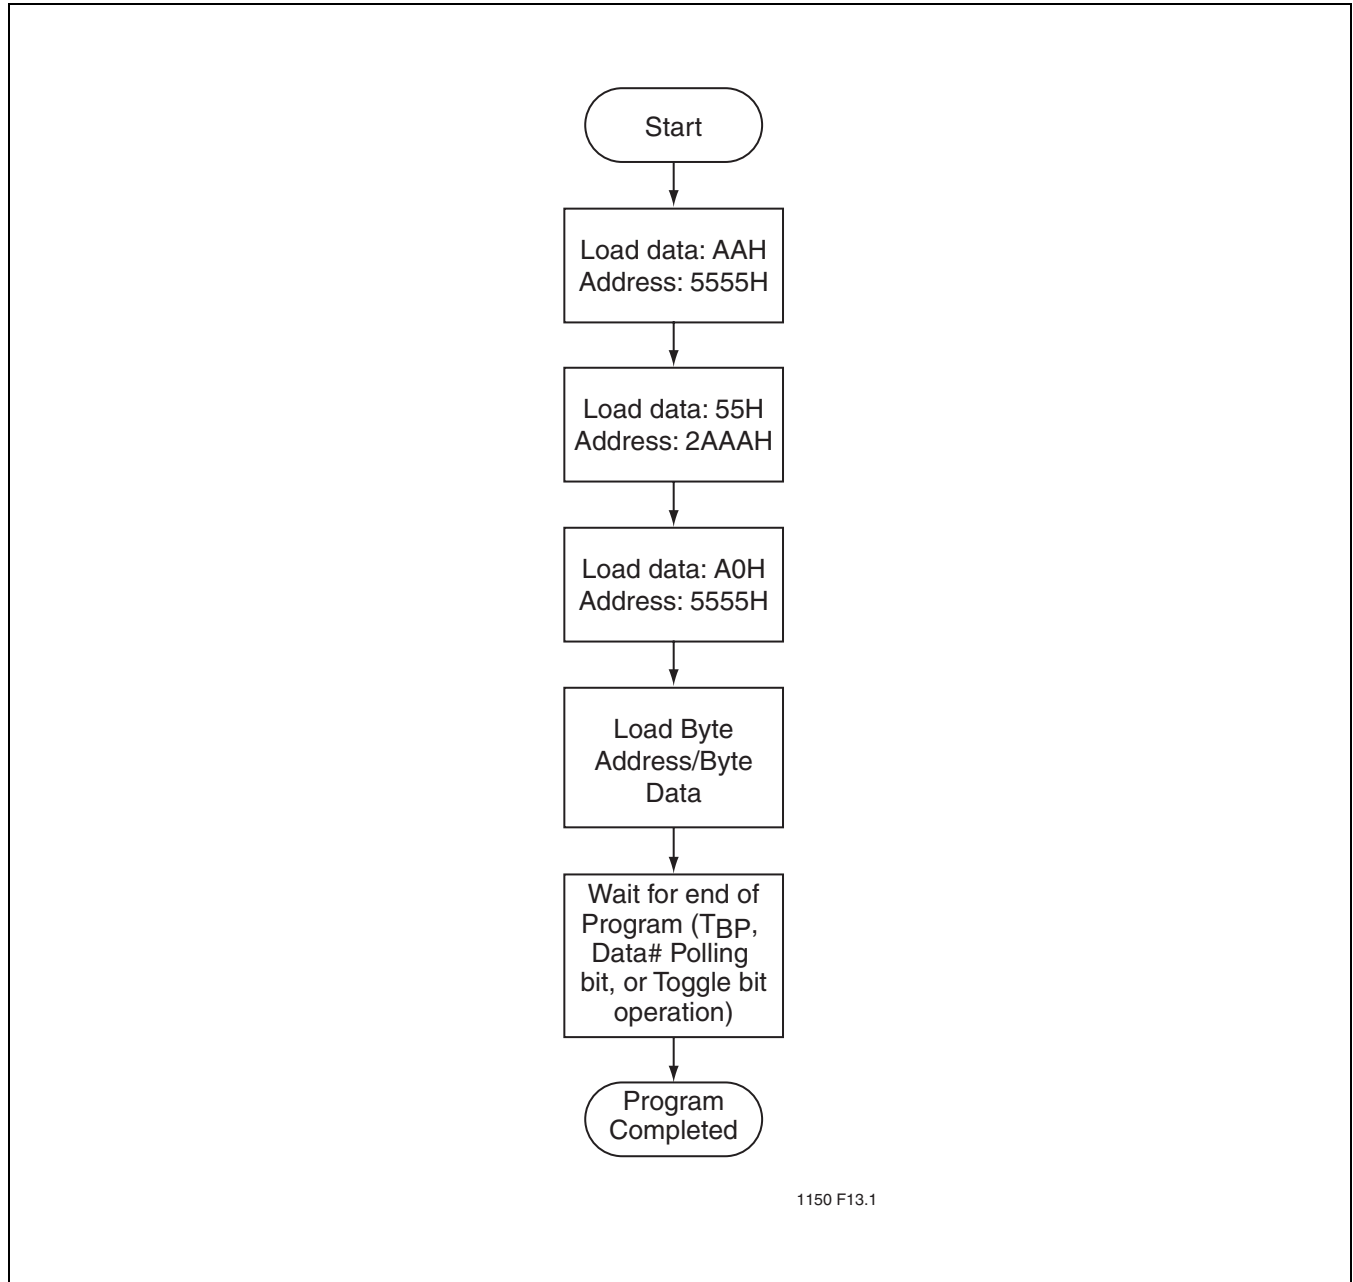 Start
Load data: AAH
Address: 5555H
Load data: 55H
Address: 2AAAH
Load data: A0H
Address: 5555H
Load Byte
Address/Byte
Data
Wait for end of
Program (TBP,
Data# Polling
bit, or Toggle bit
operation)
Program
Completed
1150 F13.1